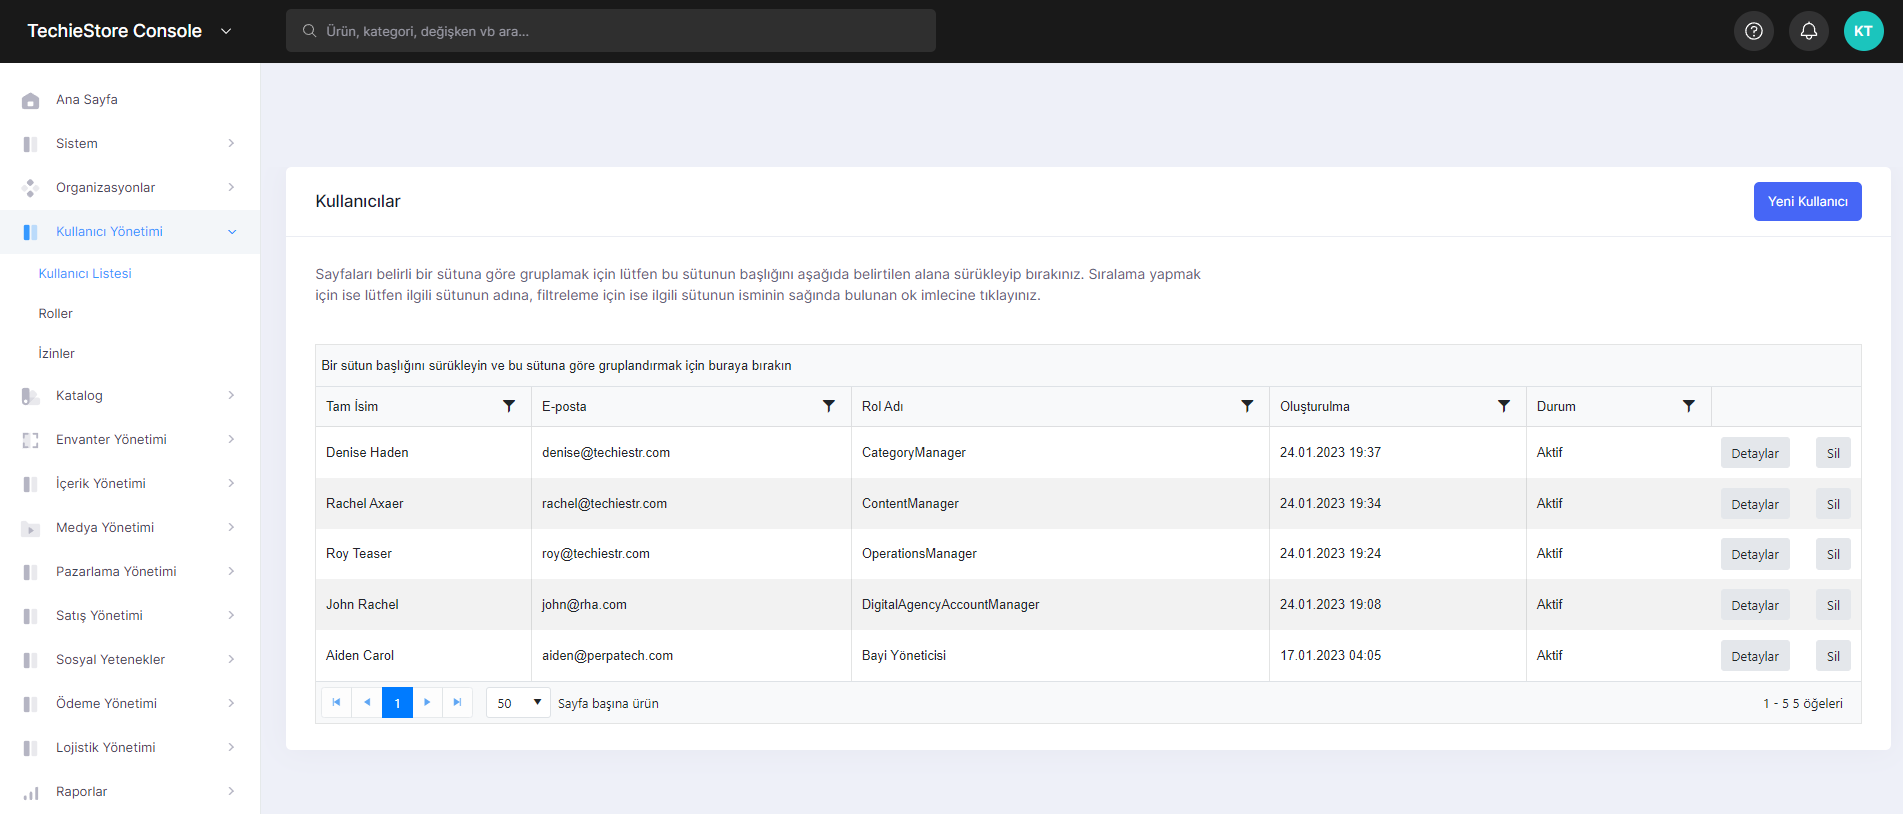 TechieStore Console
Ürün, kategori, değişken vb ara...
KT
Ana Sayfa
Sistem
Organizasyonlar
Kullanıcı Yönetimi
Kullanıcı Listesi
Roller
İzinler
Katalog
Envanter Yönetimi
İçerik Yönetimi
Medya Yönetimi
Pazarlama Yönetimi
Satış Yönetimi
Sosyal Yetenekler
Ödeme Yönetimi
Lojistik Yönetimi
Raporlar
Kullanıcılar
Yeni Kullanıcı
Sayfaları belirli bir sütuna göre gruplamak için lütfen bu sütunun başlığını aşağıda belirtilen alana sürükleyip bırakınız. Sıralama yapmak
için ise lütfen ilgili sütunun adına, filtreleme için ise ilgili sütunun isminin sağında bulunan ok imlecine tıklayınız.
Bir sütun başlığını sürükleyin ve bu sütuna göre gruplandırmak için buraya bırakın
Tam İsim E-posta Rol Adı Oluşturulma Durum
Denise Haden denise@techiestr.com CategoryManager 24.01.2023 19:37 Aktif Detaylar Sil
Rachel Axaer rachel@techiestr.com ContentManager 24.01.2023 19:34 Aktif Detaylar Sil
Roy Teaser roy@techiestr.com OperationsManager 24.01.2023 19:24 Aktif Detaylar Sil
John Rachel john@rha.com DigitalAgencyAccountManager 24.01.2023 19:08 Aktif Detaylar Sil
Aiden Carol aiden@perpatech.com Bayi Yöneticisi 17.01.2023 04:05 Aktif Detaylar Sil
1 50 Sayfa başına ürün 1 - 5 5 öğeleri